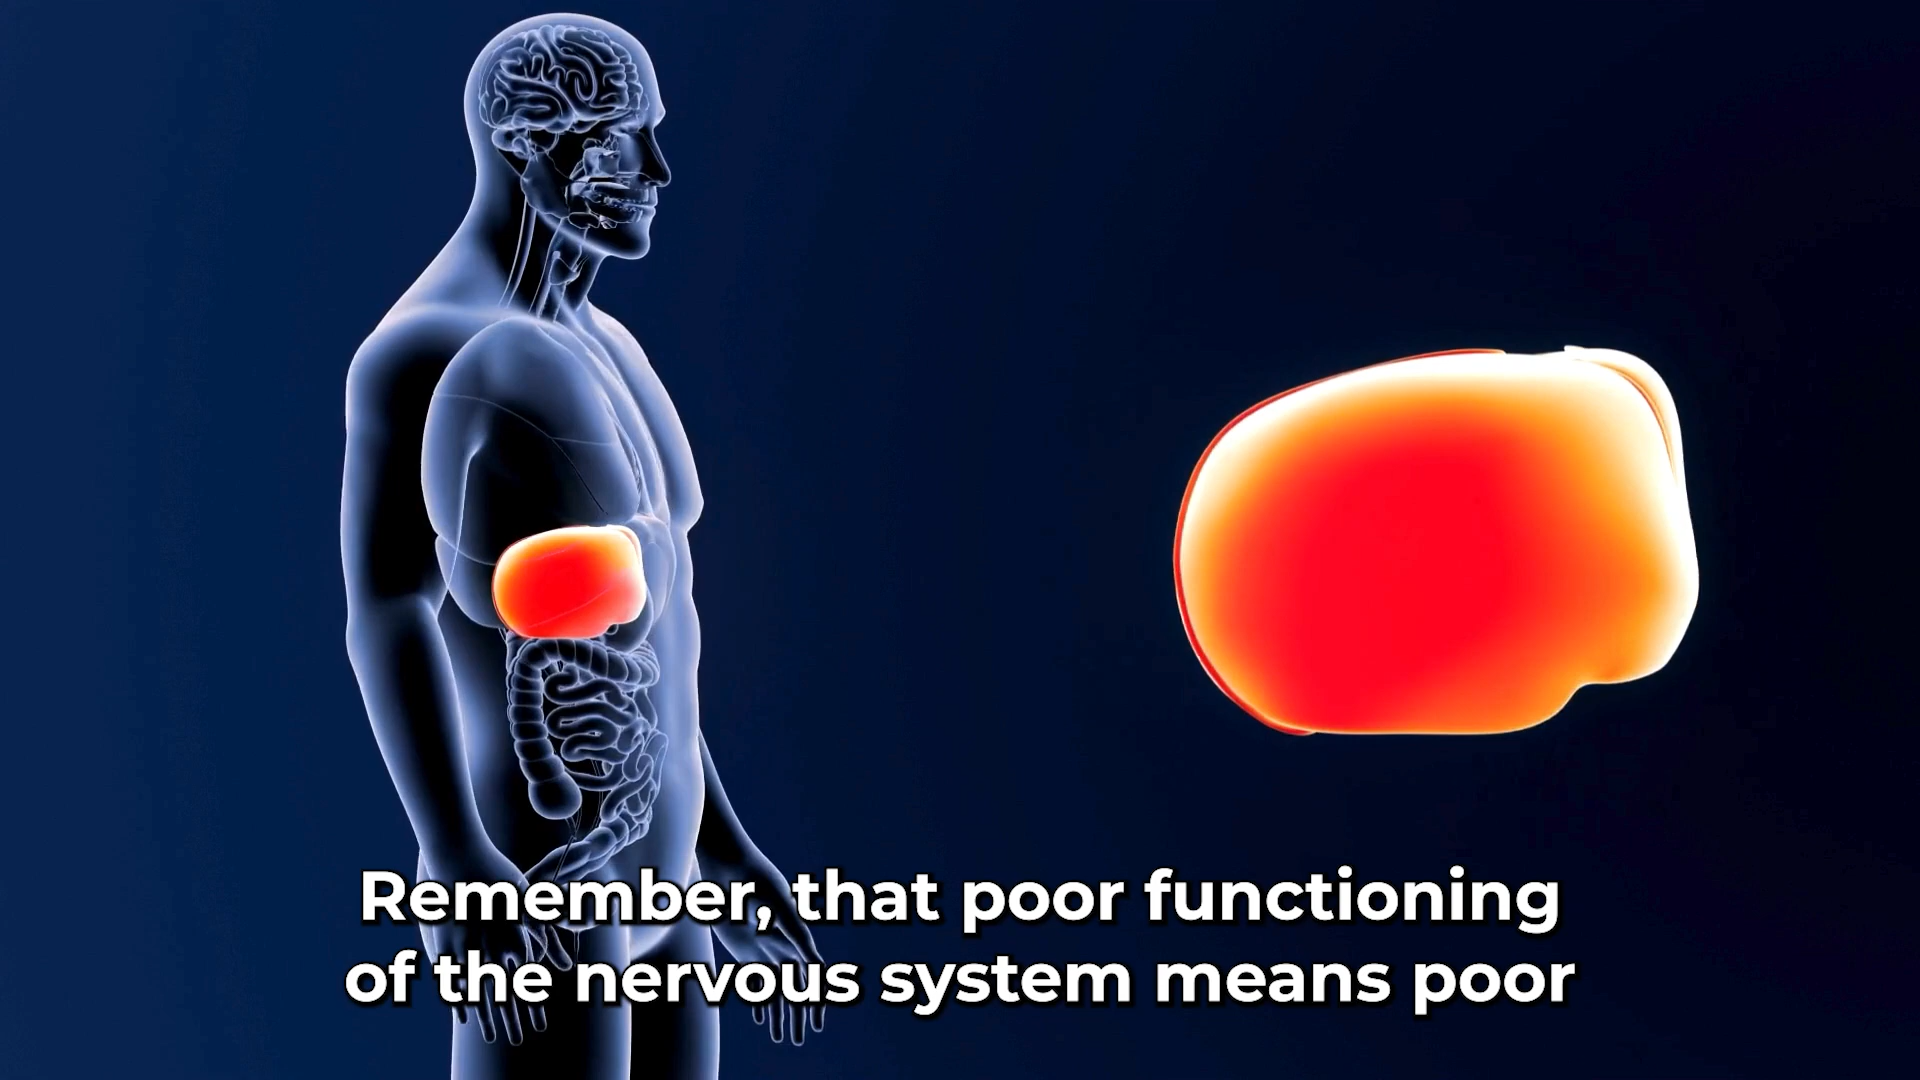 Remember, that poor functioning
of the nervous system means poor